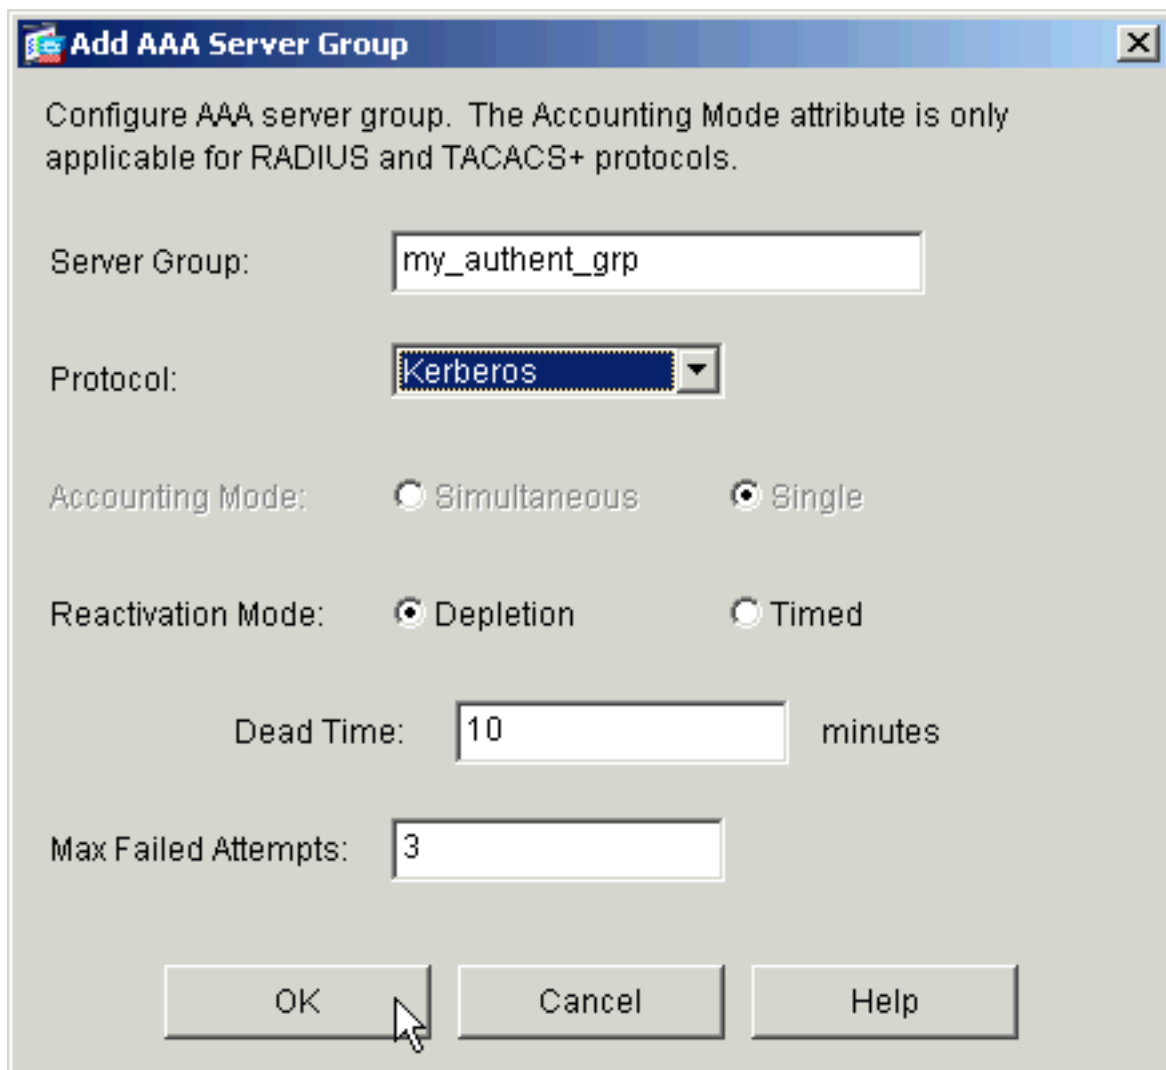 Add AAA Server Group
Configure AAA server group. The Accounting Mode attribute is only
applicable for RADIUS and TACACS+ protocols.
Server Group: my_authent_grp
Protocol: Kerberos
Accounting Mode: Simultaneous Single
Reactivation Mode: Depletion Timed
Dead Time: 10 minutes
Max Failed Attempts: 3
OK Cancel Help